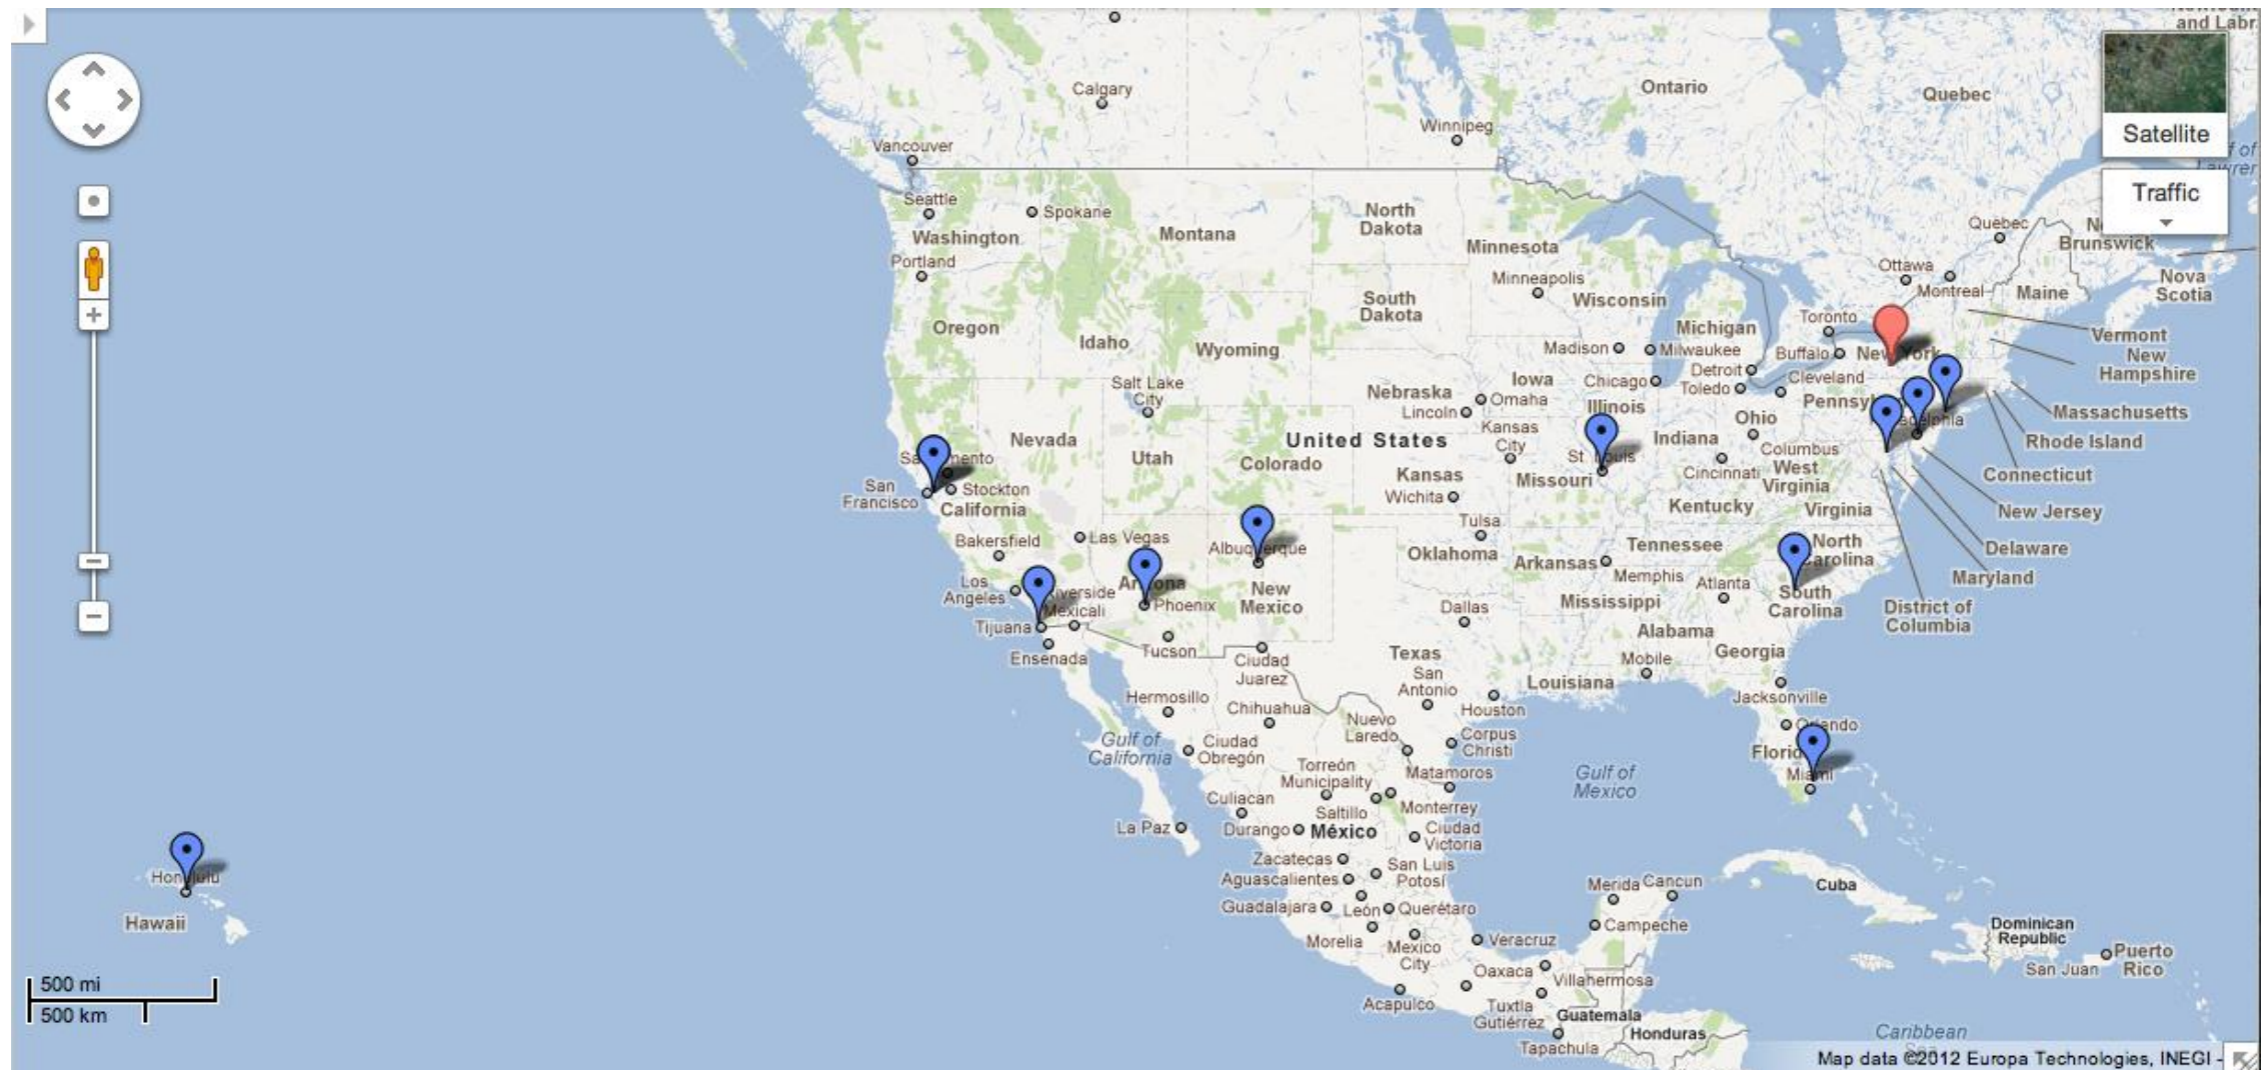 and Labr
Ontario
Quebec
Calgary
Winnipeg
Satellite
Vancouver
Traffic
Seattle
Spokane
North
Dakota
Quebec
Brunswick
Washington
Montana
Minnesota
Portland
Ottawa
Minneapolis
Montreal
Maine
Nova
Scotia
South
Dakota
Wisconsin
Oregon
Toronto
Michigan
Vermont
Idaho
Wyoming
Madison
Milwaukee
Buffalo
New York
New
Hampshire
Salt Lake
City
Nebraska
Iowa
Chicago
Detroit
Toledo
Cleveland
Lincoln
Omaha
Illinois
Ohio
Massachusetts
Nevada
United States
Kansas
City
Indiana
Columbus
Rhode Island
Utah
Colorado
Kansas
Missouri
Cincinnati
West
Virginia
Connecticut
San
Francisco
Stockton
California
Wichita
Kentucky
Virginia
New Jersey
Bakersfield
Las Vegas
Tulsa
Oklahoma
Arkansas
Tennessee
North
Delaware
Los
Angeles
Riverside
Mexicali
Phoenix
New
Mexico
Memphis
Atlanta
Maryland
Tijuana
Dallas
Mississippi
South
Carolina
District of
Columbia
Ensenada
Tucson
Ciudad
Juarez
Texas
Alabama
Georgia
San
Antonio
Mobile
Hermosillo
Chihuahua
Louisiana
Houston
Jacksonville
Nuevo
Laredo
Corpus
Christi
Gulf of
California
Ciudad
Obregón
Torreón
Municipality
Matamoros
Gulf of
Mexico
Culiacan
Saltillo
Monterrey
La Paz
Durango
México
Ciudad
Victoria
Zacatecas
San Luis
Potosí
Aguascalientes
Merida
Cancun
Cuba
Guadalajara
León
Querétaro
Campeche
Hawaii
Morelia
Mexico
City
Veracruz
Dominican
Republic
Puerto
Rico
San Juan
Oaxaca
Villahermosa
500 mi
500 km
Acapulco
Tuxtla
Gutiérrez
Guatemala
Honduras
Caribbean
Tapachula
Map data ©2012 Europa Technologies, INEGI -